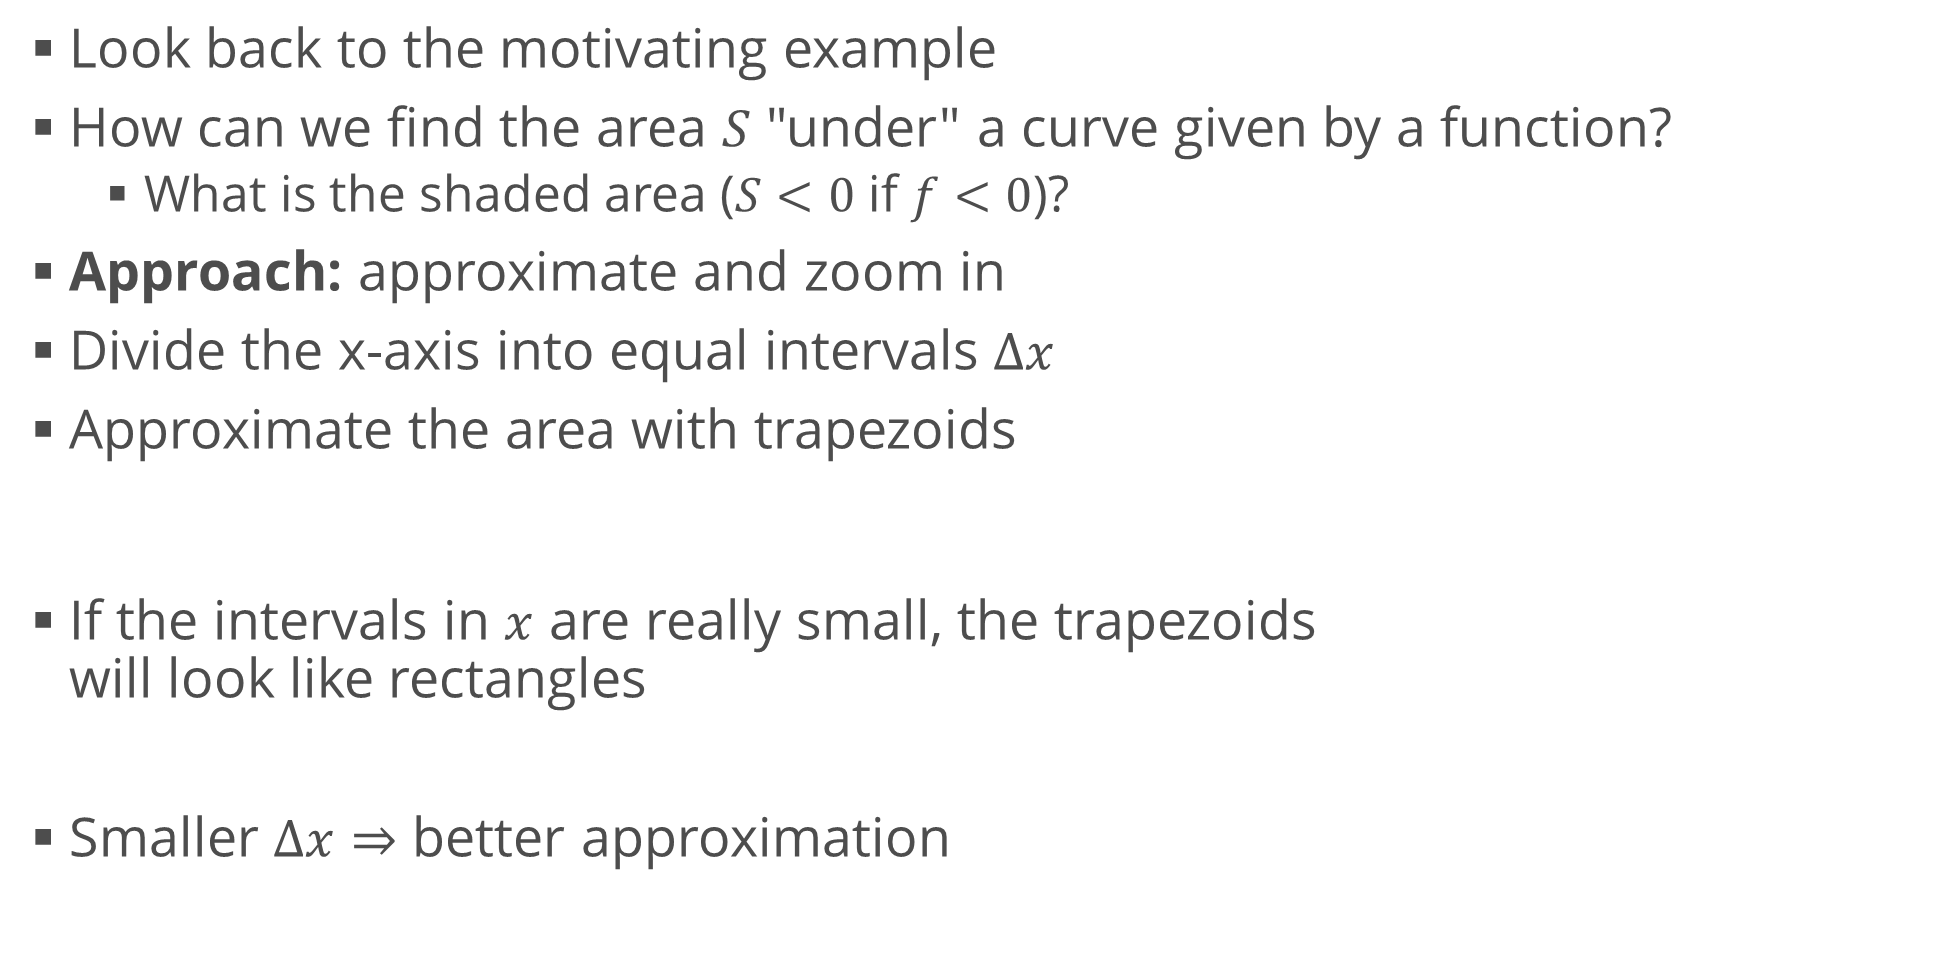 ▪ Look back to the motivating example
▪ How can we find the area 𝑆 "under" a curve given by a function?
▪ What is the shaded area (𝑆 < 0 if 𝑓 < 0)?
▪ Approach: approximate and zoom in
▪ Divide the x-axis into equal intervals Δ𝑥
▪ Approximate the area with trapezoids
▪ If the intervals in 𝑥 are really small, the trapezoids
will look like rectangles
▪ Smaller Δ𝑥 ⇒ better approximation